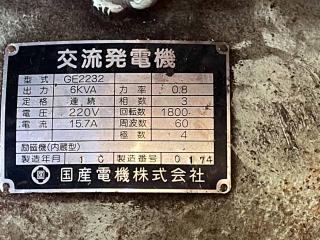 交流発電機
型式 GE2232
出力 6KVA 力率 0.8
定格 連続 相数 3
電圧 220V 回転数 1800
電流 15.7A 周波数 60
極数 4
励磁機(内蔵型)
製造年月 製造番号 0174
国産電機株式会社